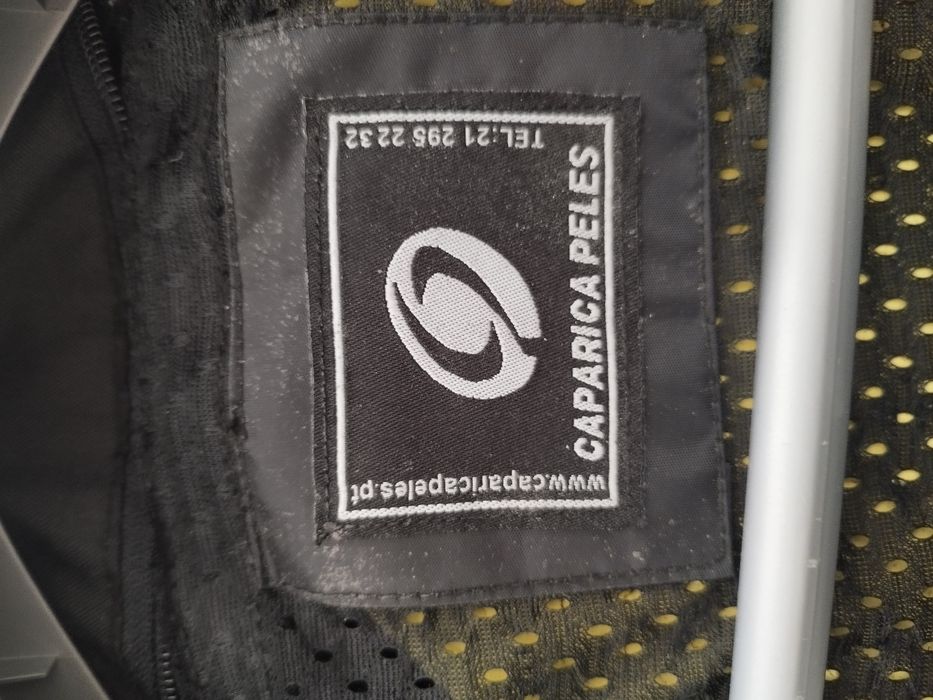 TEL:21 295 22 32
CAPARICA PELES
www.caparicapeles.pt